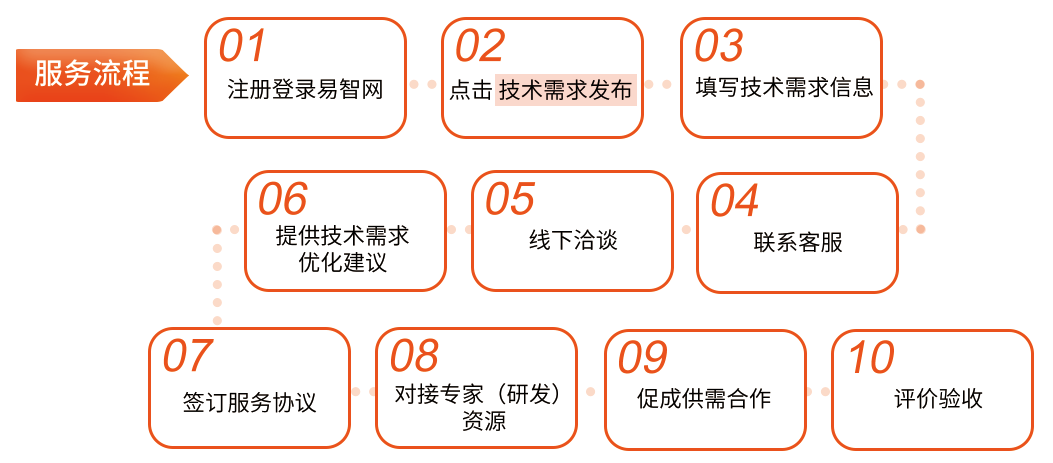 服务流程
01
注册登录易智网
02
点击 技术需求发布
03
填写技术需求信息
04
联系客服
05
线下洽谈
06
提供技术需求
优化建议
07
签订服务协议
08
对接专家（研发）
资源
09
促成供需合作
10
评价验收